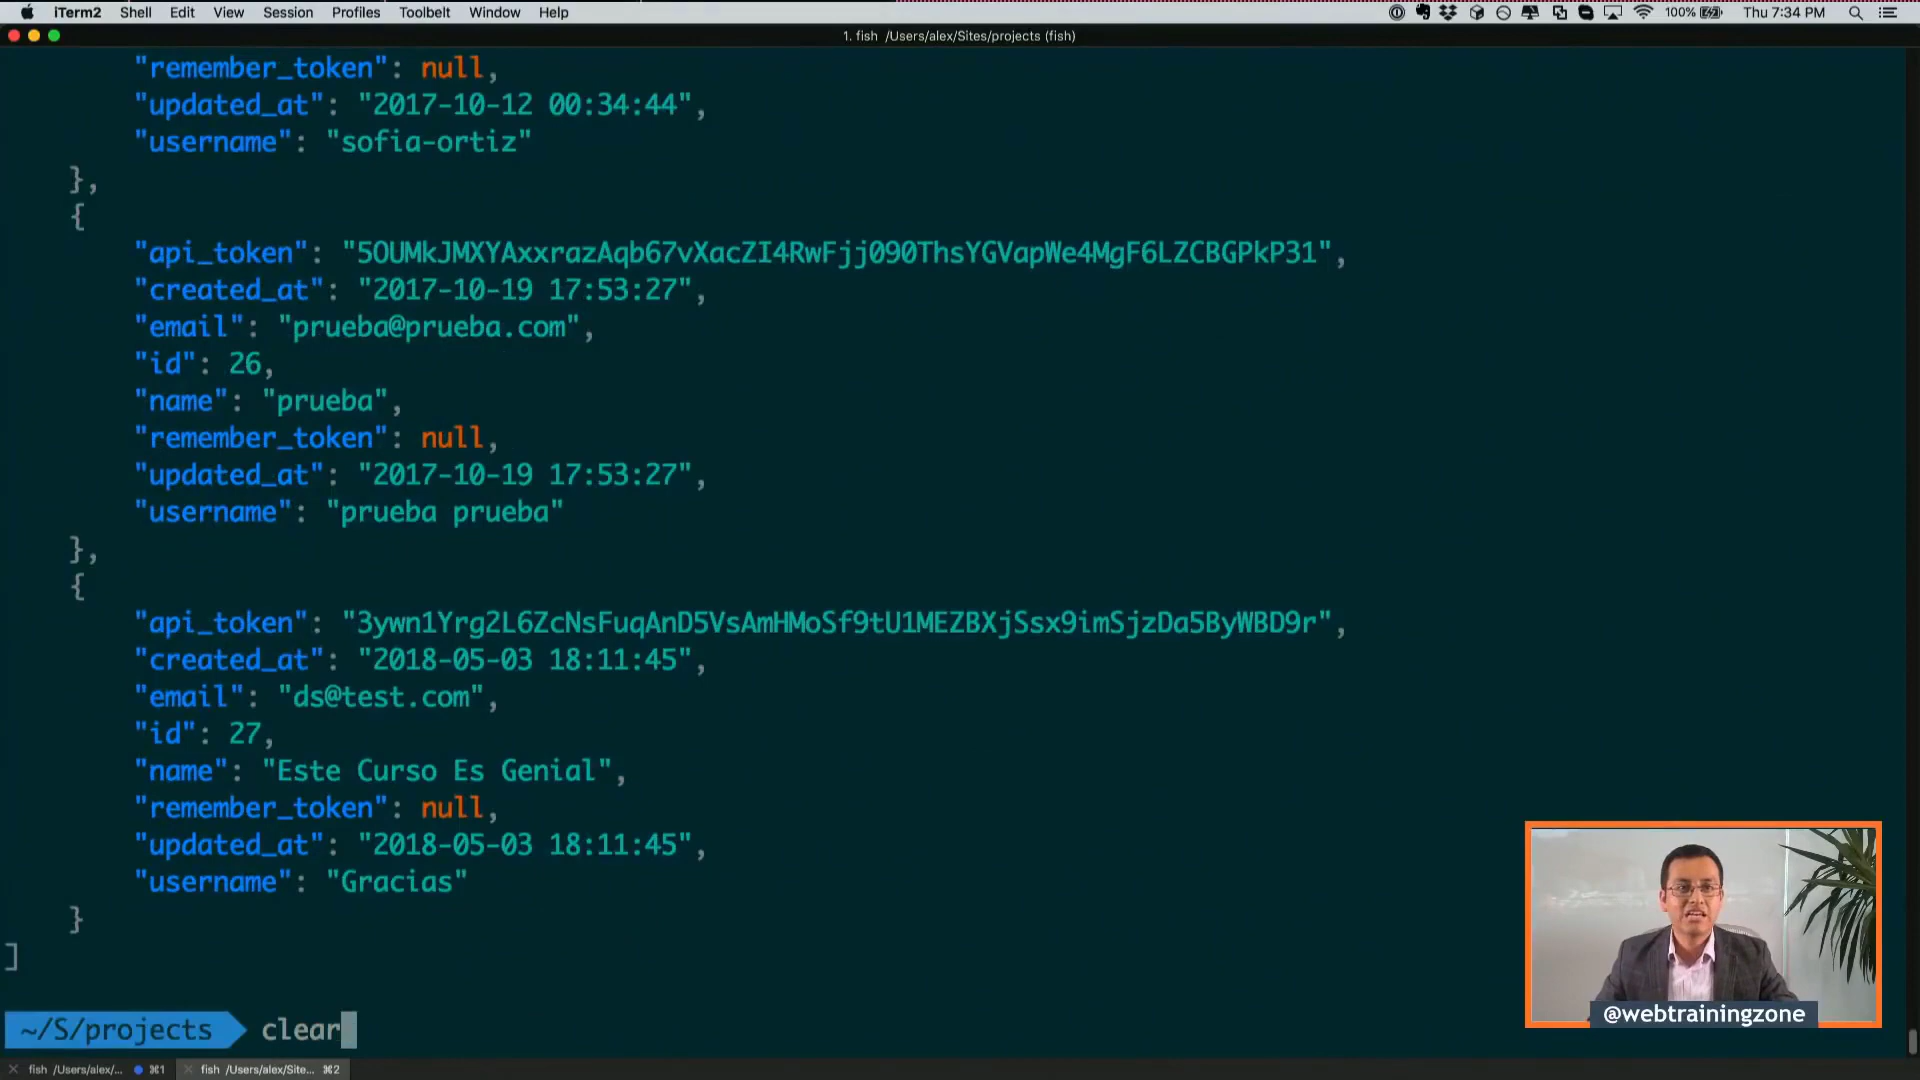 iTerm2 Shell Edit View Session Profiles Toolbelt Window Help 100% Thu 7:34 PM
1. fish /Users/alex/Sites/projects (fish)
"remember_token": null,
"updated_at": "2017-10-12 00:34:44",
"username": "sofia-ortiz"
},
{
"api_token": "5OUMkJMXYAxxrazAqb67vXacZI4RwFjj090ThsYGVapWe4MgF6LZCBGPkP31",
"created_at": "2017-10-19 17:53:27",
"email": "prueba@prueba.com",
"id": 26,
"name": "prueba",
"remember_token": null,
"updated_at": "2017-10-19 17:53:27",
"username": "prueba prueba"
},
{
"api_token": "3ywn1Yrg2L6ZcNsFuqAnD5VsAmHMoSf9tU1MEZBXjSsx9imSjzDa5ByWBD9r",
"created_at": "2018-05-03 18:11:45",
"email": "ds@test.com",
"id": 27,
"name": "Este Curso Es Genial",
"remember_token": null,
"updated_at": "2018-05-03 18:11:45",
"username": "Gracias"
}
]
@webtrainingzone
~/S/projects clear
fish /Users/alex/... ⌘1 fish /Users/alex/Site... ⌘2